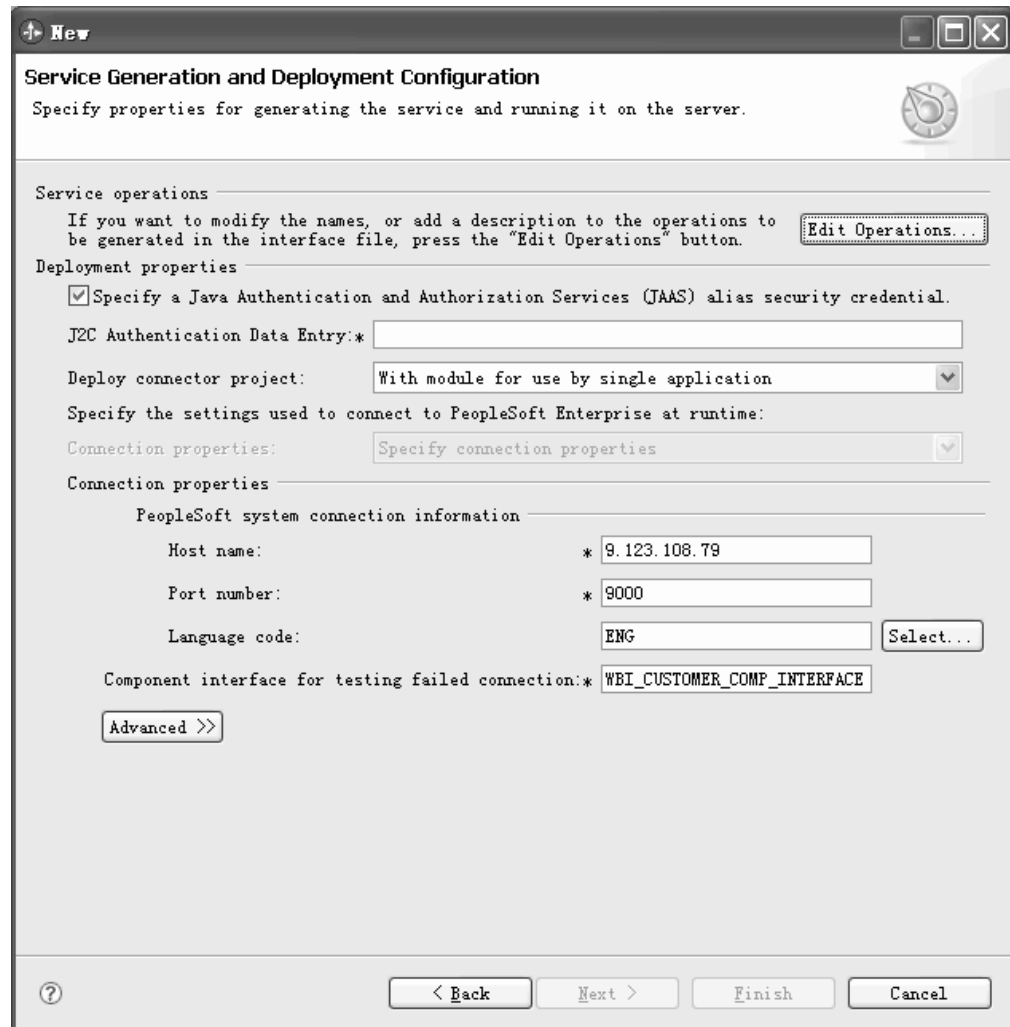 New
Service Generation and Deployment Configuration
Specify properties for generating the service and running it on the server.
Service operations
If you want to modify the names, or add a description to the operations to
be generated in the interface file, press the "Edit Operations" button.
Edit Operations...
Deployment properties
Specify a Java Authentication and Authorization Services (JAAS) alias security credential.
J2C Authentication Data Entry:*
Deploy connector project: With module for use by single application
Specify the settings used to connect to PeopleSoft Enterprise at runtime:
Connection properties: Specify connection properties
Connection properties
PeopleSoft system connection information
Host name: * 9.123.108.79
Port number: * 9000
Language code: ENG Select...
Component interface for testing failed connection:* WBI_CUSTOMER_COMP_INTERFACE
Advanced >>
? < Back Next > Finish Cancel